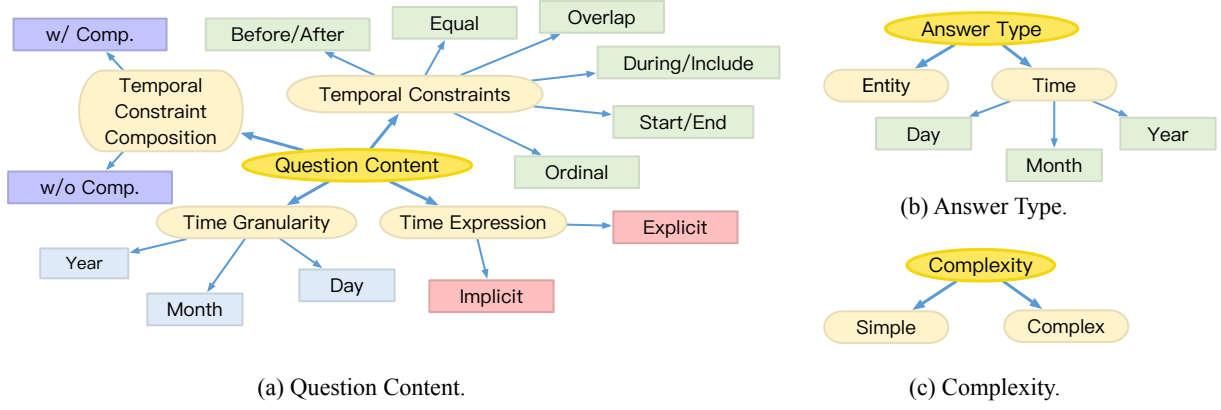 w/ Comp.
Temporal
Constraint
Composition
w/o Comp.
Before/After
Equal
Overlap
During/Include
Start/End
Ordinal
Temporal Constraints
Question Content
Time Granularity
Year
Month
Day
Time Expression
Explicit
Implicit
(a) Question Content.
Answer Type
Entity
Time
Day
Month
Year
(b) Answer Type.
Complexity
Simple
Complex
(c) Complexity.